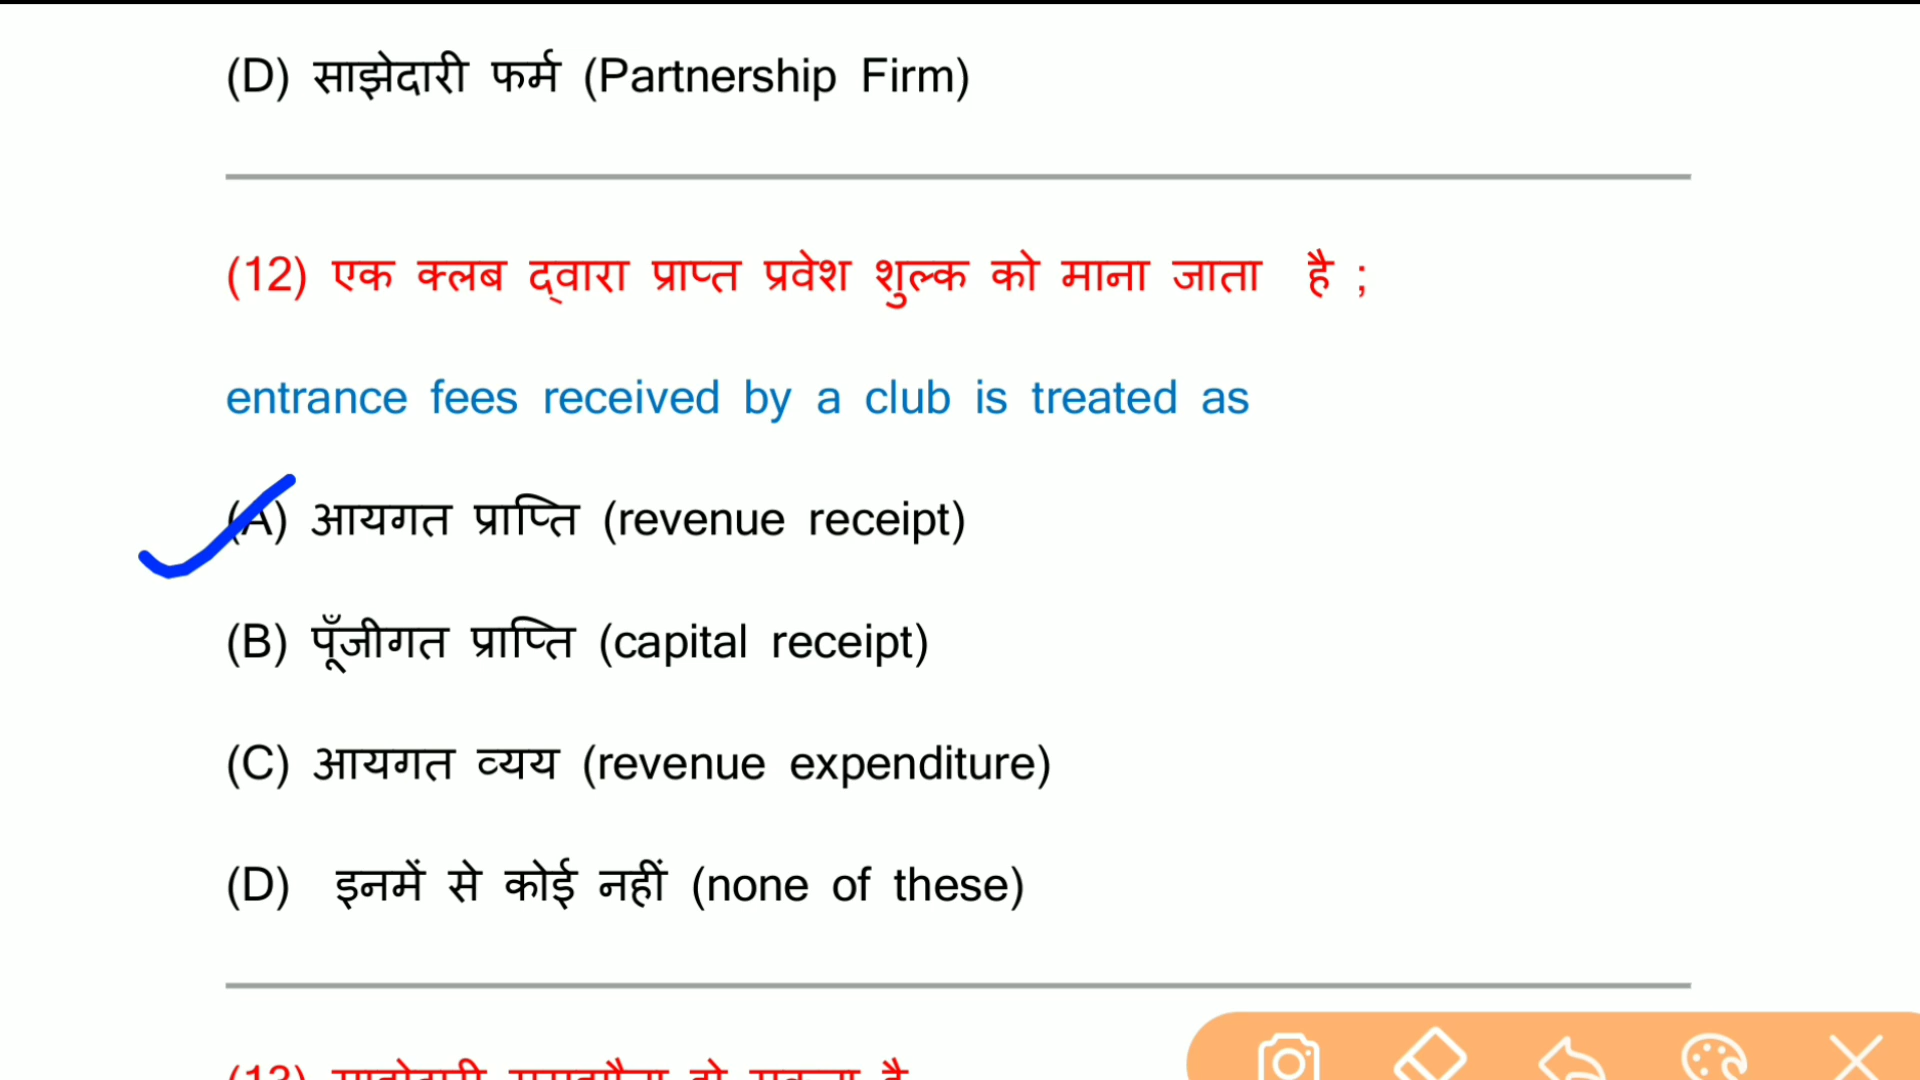 (D) साझेदारी फर्म (Partnership Firm)
(12) एक क्लब द्वारा प्राप्त प्रवेश शुल्क को माना जाता है ;
entrance fees received by a club is treated as
(A) आयगत प्राप्ति (revenue receipt)
(B) पूँजीगत प्राप्ति (capital receipt)
(C) आयगत व्यय (revenue expenditure)
(D) इनमें से कोई नहीं (none of these)